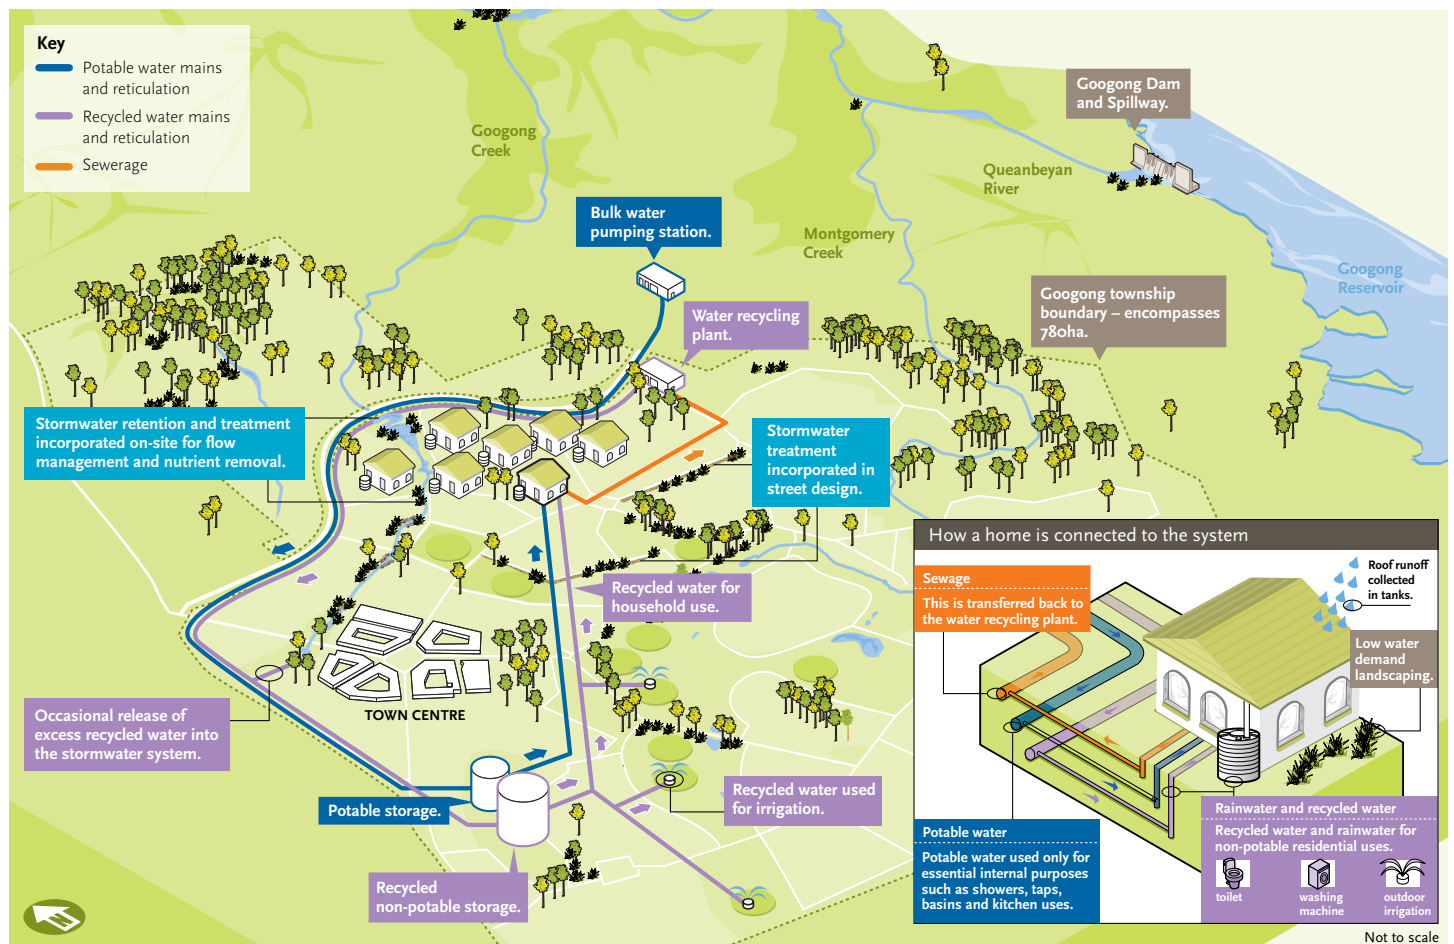 Key
Potable water mains
and reticulation
Recycled water mains
and reticulation
Sewerage
Googong
Creek
Bulk water
pumping station.
Montgomery
Creek
Queanbeyan
River
Googong Dam
and Spillway.
Googong
Reservoir
Googong township
boundary – encompasses
780ha.
Water recycling
plant.
Stormwater retention and treatment
incorporated on-site for flow
management and nutrient removal.
Stormwater
treatment
incorporated in
street design.
Recycled water for
household use.
TOWN CENTRE
Occasional release of
excess recycled water into
the stormwater system.
Potable storage.
Recycled water used
for irrigation.
Recycled
non-potable storage.
N
How a home is connected to the system
Sewage
This is transferred back to
the water recycling plant.
Roof runoff
collected
in tanks.
Low water
demand
landscaping.
Potable water
Potable water used only for
essential internal purposes
such as showers, taps,
basins and kitchen uses.
Rainwater and recycled water
Recycled water and rainwater for
non-potable residential uses.
toilet
washing
machine
outdoor
irrigation
Not to scale